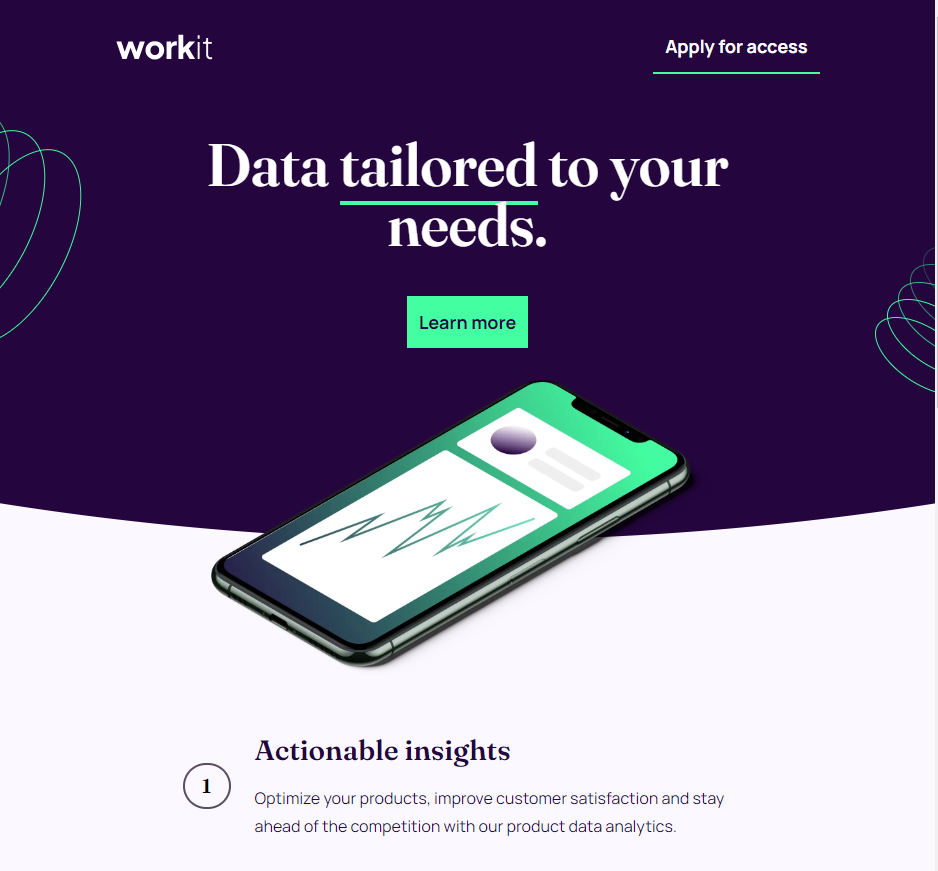 workit
Apply for access
Data tailored to your
needs.
Learn more
Actionable insights
1
Optimize your products, improve customer satisfaction and stay
ahead of the competition with our product data analytics.